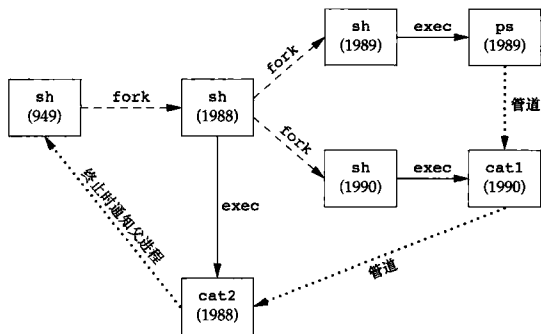 sh
(1989)
exec
ps
(1989)
fork
sh
(949)
fork
sh
(1988)
管道
fork
sh
(1990)
exec
cat1
(1990)
终止时通知父进程
exec
管道
cat2
(1988)